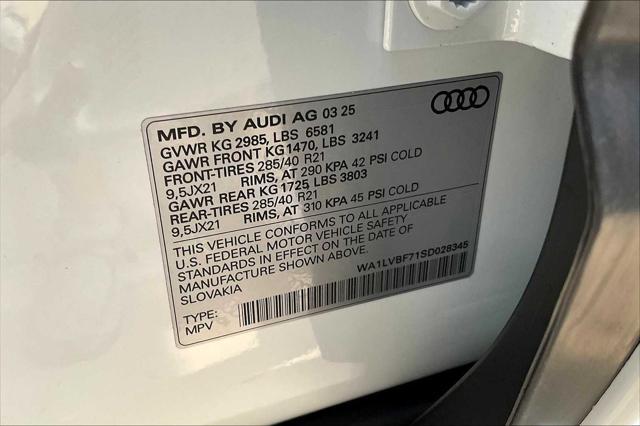 MFD. BY AUDI AG 03 25
GVWR KG 2985, LBS 6581
GAWR FRONT KG1470, LBS 3241
FRONT-TIRES 285/40 R21
9,5JX21 RIMS, AT 290 KPA 42 PSI COLD
GAWR REAR KG 1725 LBS 3803
REAR-TIRES 285/40 R21
9,5JX21 RIMS, AT 310 KPA 45 PSI COLD
THIS VEHICLE CONFORMS TO ALL APPLICABLE
U.S. FEDERAL MOTOR VEHICLE SAFETY
STANDARDS IN EFFECT ON THE DATE OF
MANUFACTURE SHOWN ABOVE.
SLOVAKIA
WA1LVBF71SD028345
TYPE:
MPV